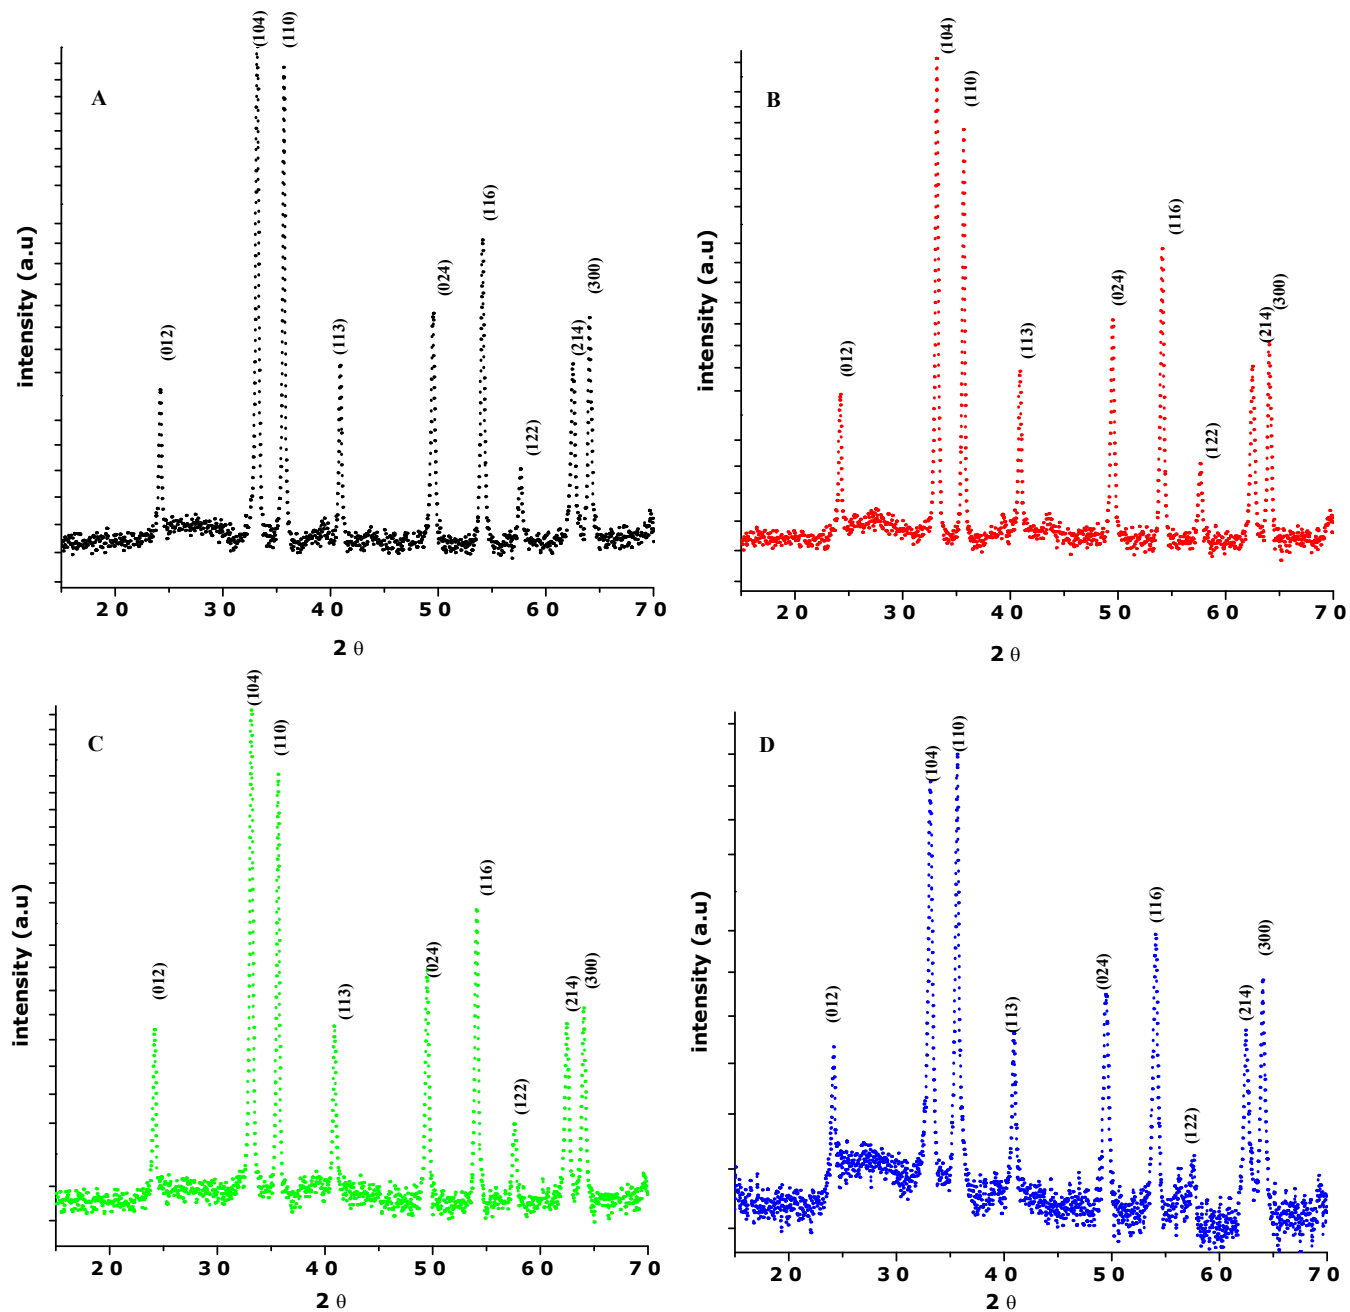 A
(012)
(104)
(110)
(113)
(024)
(116)
(122)
(214)
(300)
intensity (a.u)
20 30 40 50 60 70
2 θ
B
(012)
(104)
(110)
(113)
(024)
(116)
(122)
(214)
(300)
intensity (a.u)
20 30 40 50 60 70
2 θ
C
(012)
(104)
(110)
(113)
(024)
(116)
(122)
(214)
(300)
intensity (a.u)
20 30 40 50 60 70
2 θ
D
(012)
(104)
(110)
(113)
(024)
(116)
(122)
(214)
(300)
intensity (a.u)
20 30 40 50 60 70
2 θ